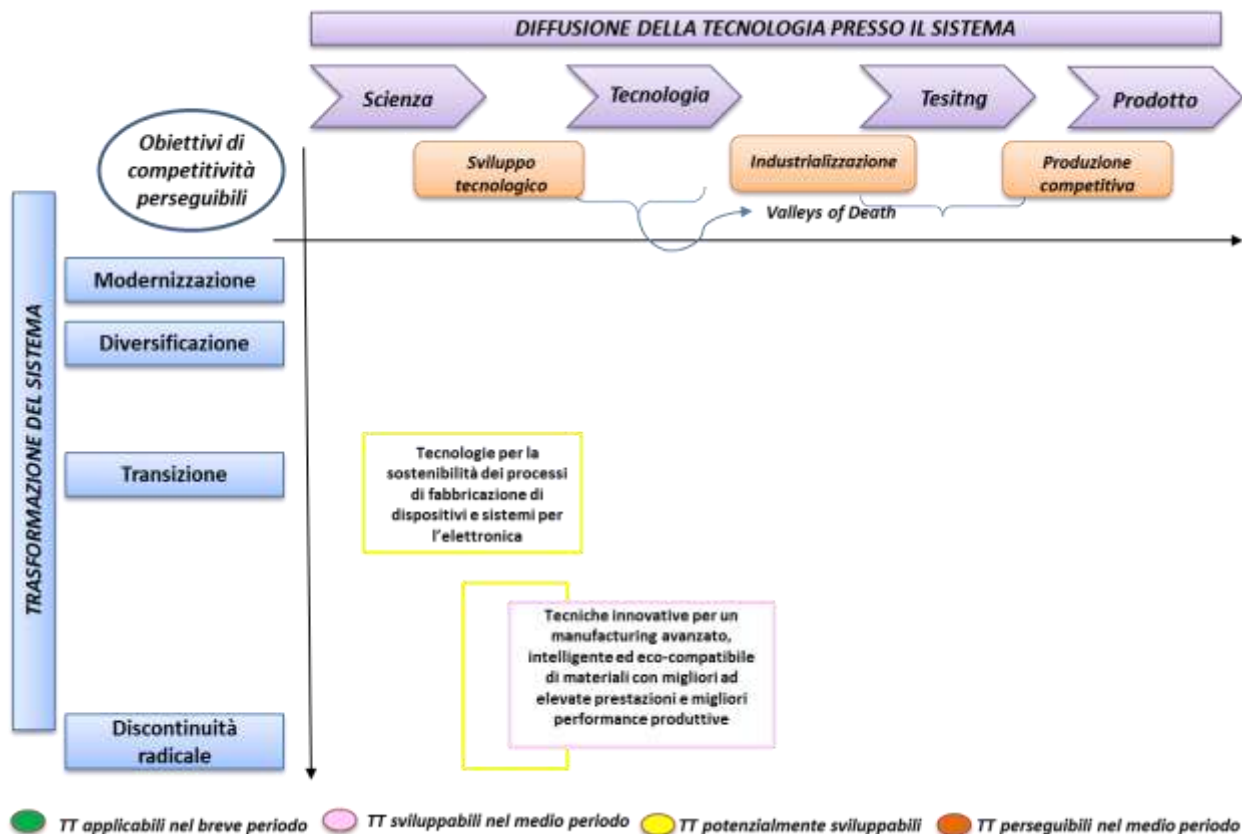 DIFFUSIONE DELLA TECNOLOGIA PRESSO IL SISTEMA
Scienza
Tecnologia
Tesitng
Prodotto
Obiettivi di
competitività
perseguibili
Sviluppo
tecnologico
Industrializzazione
Produzione
competitiva
Valleys of Death
TRASFORMAZIONE DEL SISTEMA
Modernizzazione
Diversificazione
Transizione
Tecnologie per la
sostenibilità dei processi
di fabbricazione di
dispositivi e sistemi per
l'elettronica
Tecniche innovative per un
manufacturing avanzato,
intelligente ed eco-compatibile
di materiali con migliori ad
elevate prestazioni e migliori
performance produttive
Discontinuità
radicale
TT applicabili nel breve periodo
TT sviluppabili nel medio periodo
TT potenzialmente sviluppabili
TT perseguibili nel medio periodo